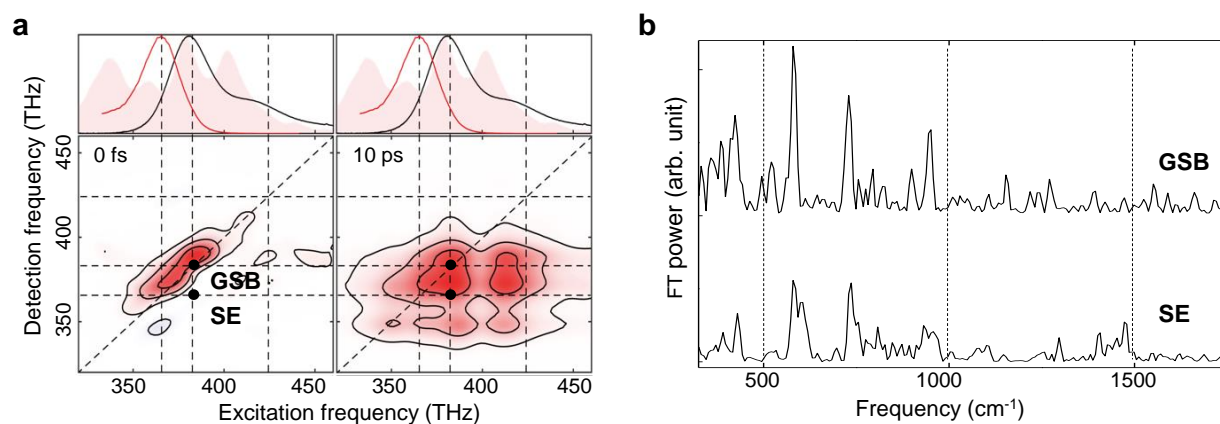 a
b
Detection frequency (THz)
450
400
350
0 fs
10 ps
GSB
SE
350
400
450
350
400
450
Excitation frequency (THz)
FT power (arb. unit)
GSB
SE
500
1000
1500
Frequency (cm⁻¹)